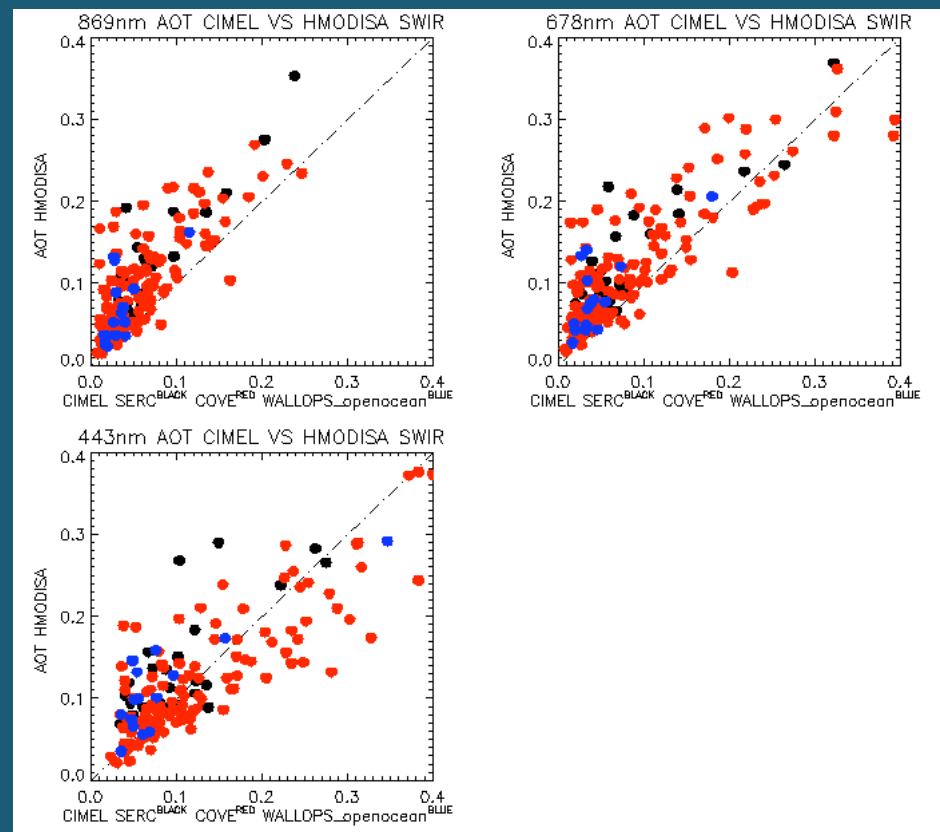 869nm AOT CIMEL VS HMODISA SWIR
0.4
0.3
0.2
0.1
0.0
AOT HMODISA
0.0 0.1 0.2 0.3 0.4
CIMEL SERC BLACK COVE RED WALLOPS_openocean BLUE
678nm AOT CIMEL VS HMODISA SWIR
0.4
0.3
0.2
0.1
0.0
AOT HMODISA
0.0 0.1 0.2 0.3 0.4
CIMEL SERC BLACK COVE RED WALLOPS_openocean BLUE
443nm AOT CIMEL VS HMODISA SWIR
0.4
0.3
0.2
0.1
0.0
AOT HMODISA
0.0 0.1 0.2 0.3 0.4
CIMEL SERC BLACK COVE RED WALLOPS_openocean BLUE